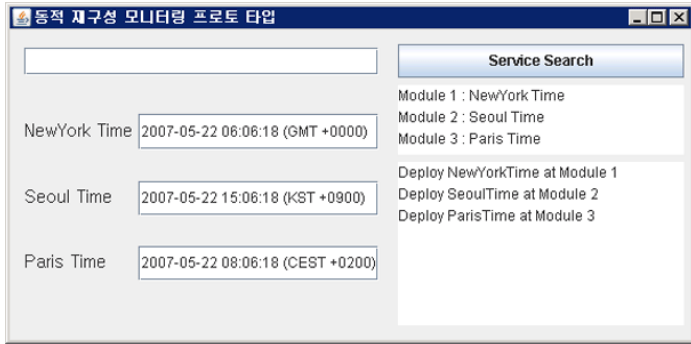 동적 재구성 모니터링 프로토 타입
Service Search
Module 1 : NewYork Time
Module 2 : Seoul Time
Module 3 : Paris Time
NewYork Time 2007-05-22 06:06:18 (GMT +0000)
Seoul Time 2007-05-22 15:06:18 (KST +0900)
Paris Time 2007-05-22 08:06:18 (CEST +0200)
Deploy NewYorkTime at Module 1
Deploy SeoulTime at Module 2
Deploy ParisTime at Module 3